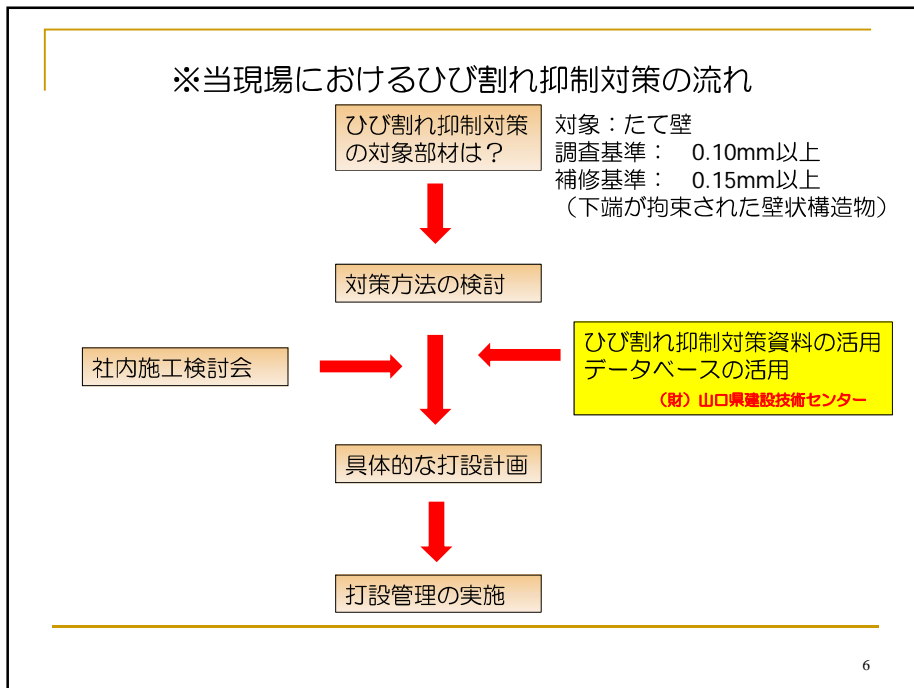 ※当現場におけるひび割れ抑制対策の流れ
ひび割れ抑制対策
の対象部材は？
対象：たて壁
調査基準：　0.10mm以上
補修基準：　0.15mm以上
（下端が拘束された壁状構造物）
対策方法の検討
社内施工検討会
ひび割れ抑制対策資料の活用
データベースの活用
（財）山口県建設技術センター
具体的な打設計画
打設管理の実施
6